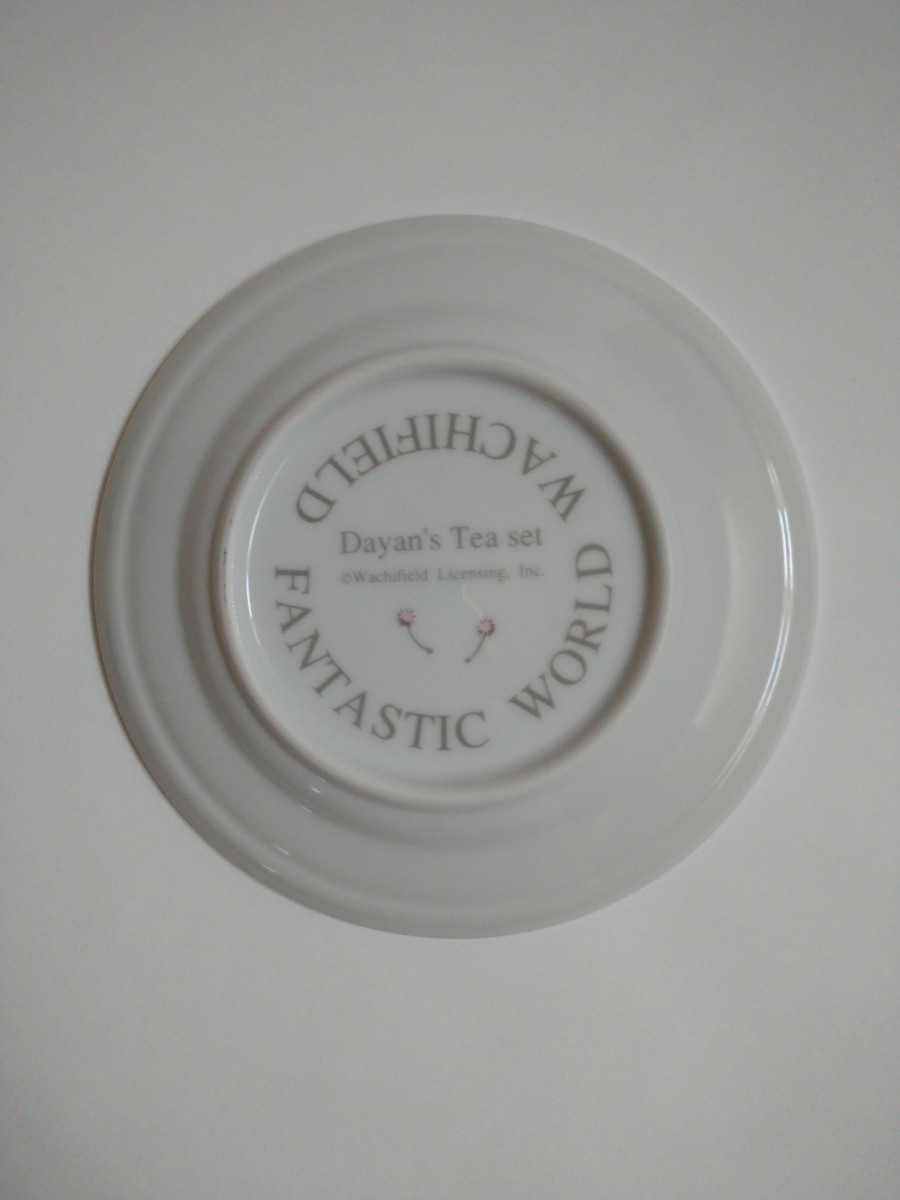 WACHIFIELD
Dayan's Tea set
©Wachifield Licensing, Inc.
FANTASTIC WORLD